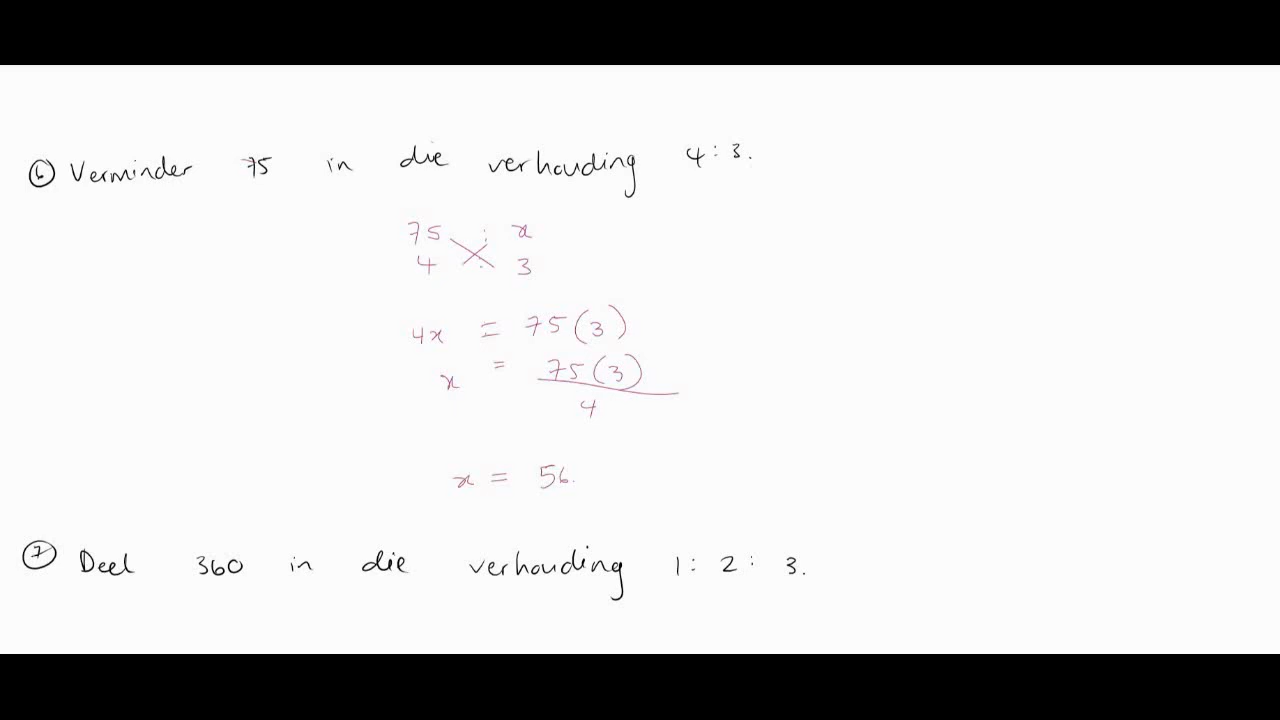 ⑥ Verminder 75 in die verhouding 4:3.
75 : x
4 : 3
4x = 75(3)
x = 75(3)
4
x = 56.
⑦ Deel 360 in die verhouding 1:2:3.